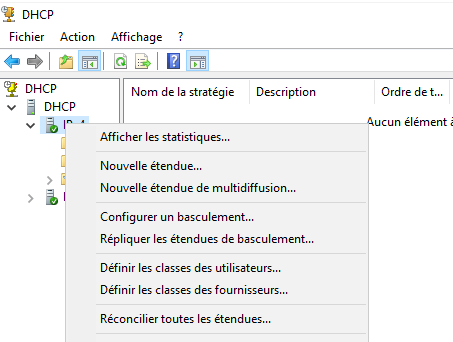 DHCP
Fichier Action Affichage ?
DHCP
Nom de la stratégie Description Ordre de t...
DHCP
Aucun élément à
Afficher les statistiques...
Nouvelle étendue...
Nouvelle étendue de multidiffusion...
Configurer un basculement...
Répliquer les étendues de basculement...
Définir les classes des utilisateurs...
Définir les classes des fournisseurs...
Réconcilier toutes les étendues...